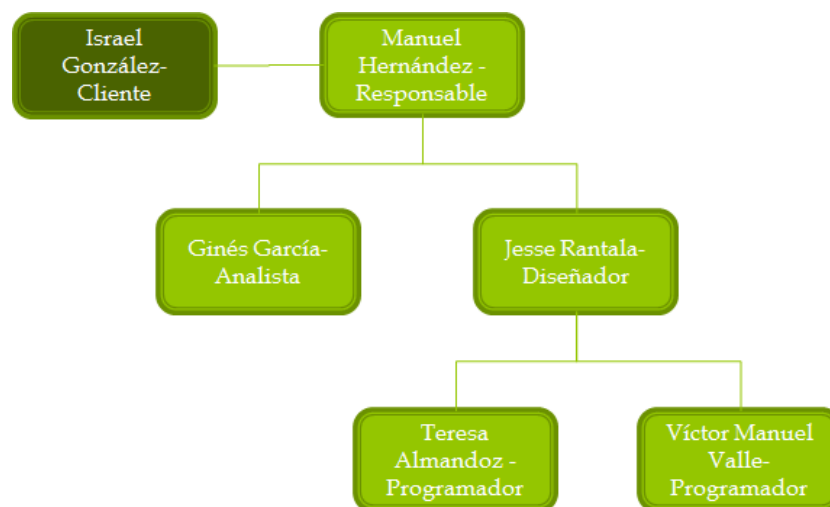 Israel
González-
Cliente
Manuel
Hernández -
Responsable
Ginés García-
Analista
Jesse Rantala-
Diseñador
Teresa
Almandoz -
Programador
Víctor Manuel
Valle-
Programador